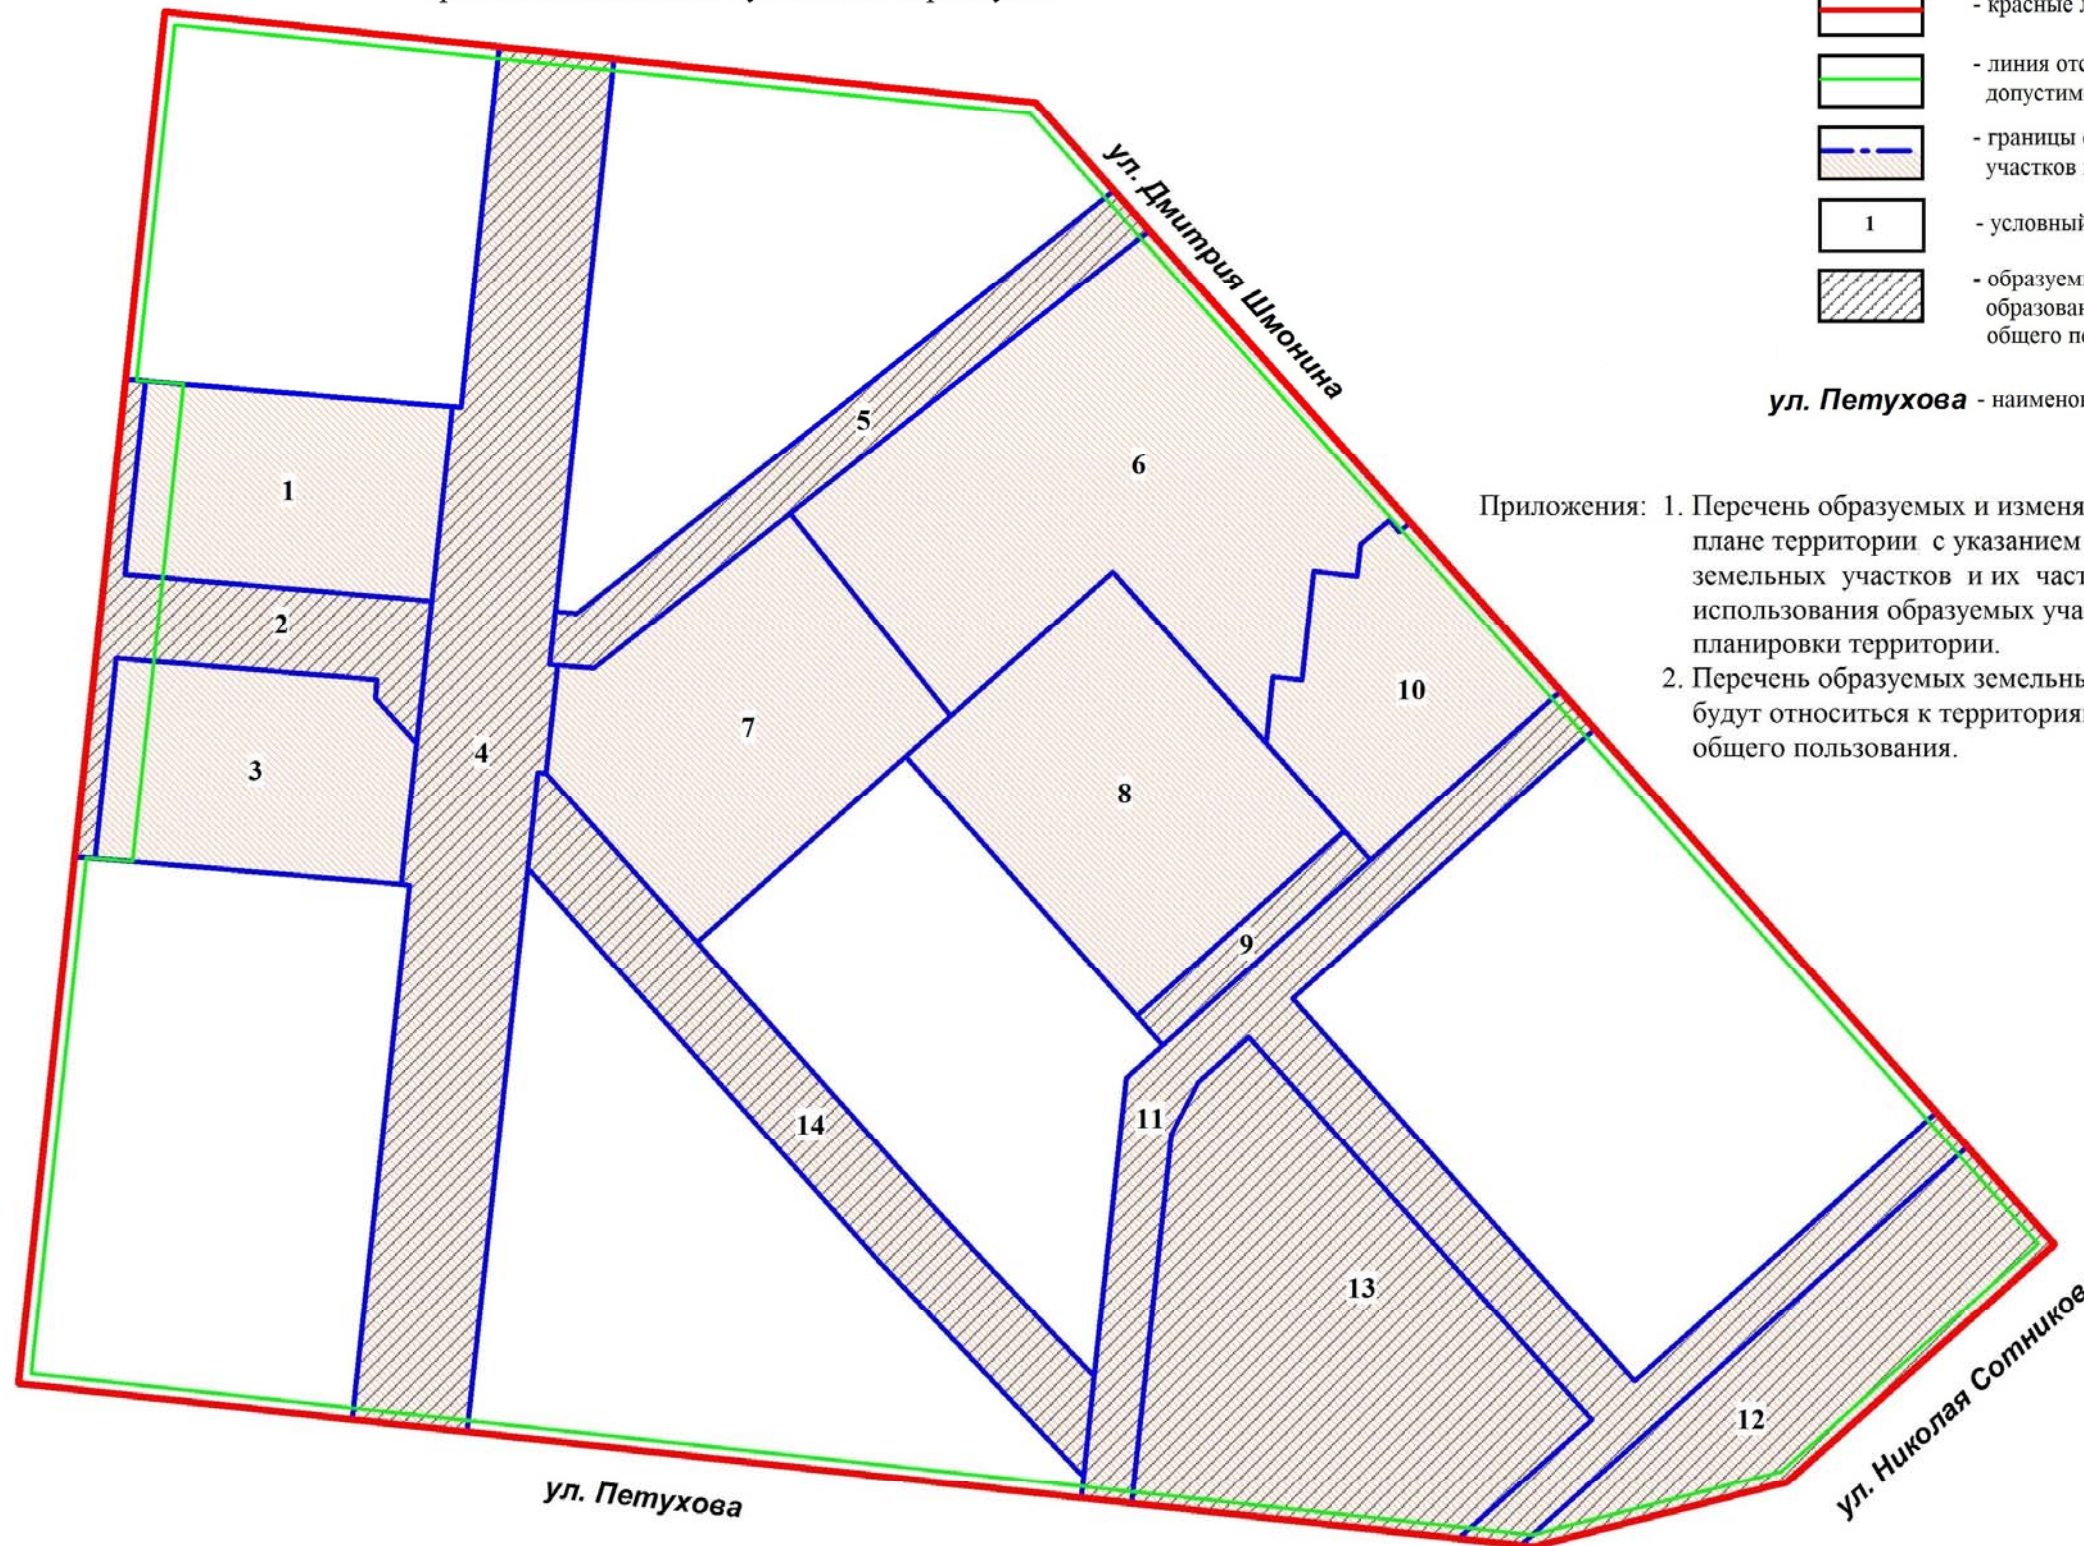 - красные
- линия
допустим
- границы
участков
1
- условный
- образуем
образован
общего
ул. Петухова - наименов
Приложения: 1. Перечень образуемых и изменя
плане территории с указанием
земельных участков и их част
использования образуемых уча
планировки территории.
2. Перечень образуемых земельны
будут относиться к территория
общего пользования.
ул. Дмитрия Шмонина
5
6
1
2
10
7
4
3
8
9
11
14
13
12
ул. Николая Сотников
ул. Петухова